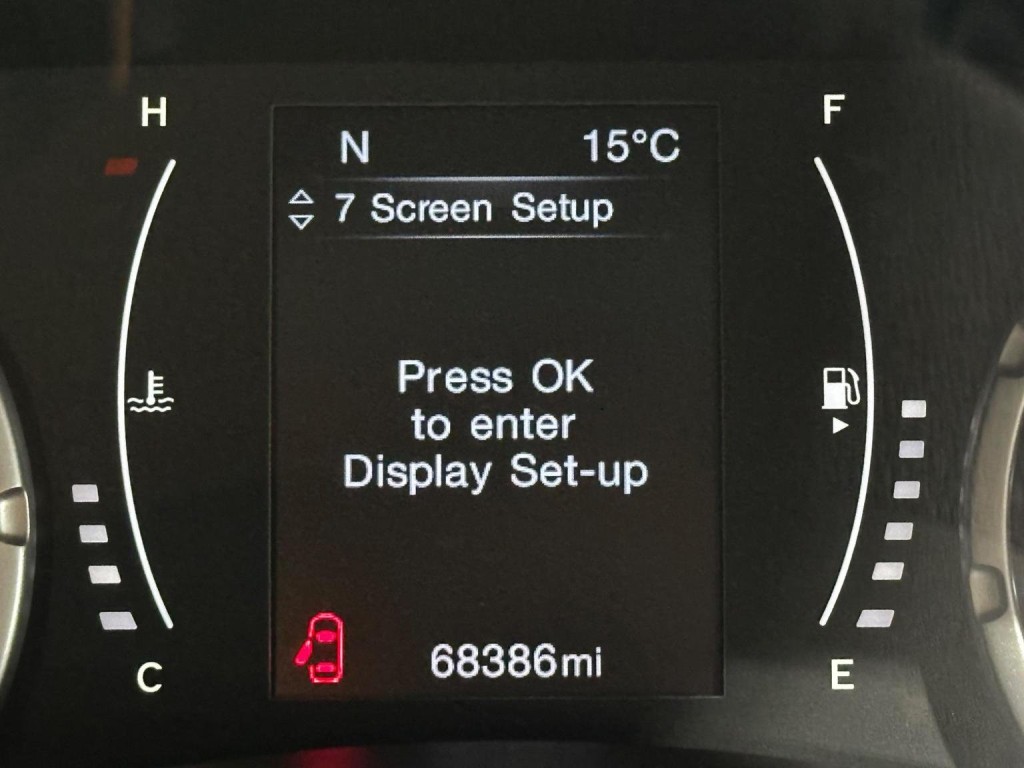 H
F
N 15°C
7 Screen Setup
Press OK
to enter
Display Set-up
68386mi
C
E